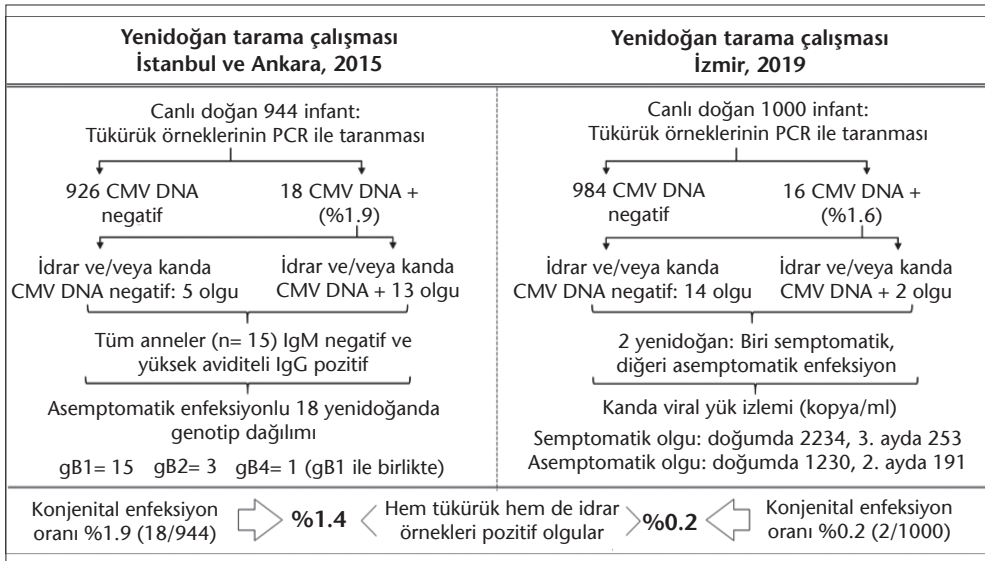 Yenidoğan tarama çalışması
İstanbul ve Ankara, 2015
Canlı doğan 944 infant:
Tükürük örneklerinin PCR ile taranması
926 CMV DNA
negatif
18 CMV DNA +
(%1.9)
İdrar ve/veya kanda
CMV DNA negatif: 5 olgu
İdrar ve/veya kanda
CMV DNA + 13 olgu
Tüm anneler (n= 15) IgM negatif ve
yüksek aviditeli IgG pozitif
Asemptomatik enfeksiyonlu 18 yenidoğanda
genotip dağılımı
gB1= 15 gB2= 3 gB4= 1 (gB1 ile birlikte)
Yenidoğan tarama çalışması
İzmir, 2019
Canlı doğan 1000 infant:
Tükürük örneklerinin PCR ile taranması
984 CMV DNA
negatif
16 CMV DNA +
(%1.6)
İdrar ve/veya kanda
CMV DNA negatif: 14 olgu
İdrar ve/veya kanda
CMV DNA + 2 olgu
2 yenidoğan: Biri semptomatik,
diğeri asemptomatik enfeksiyon
Kanda viral yük izlemi (kopya/ml)
Semptomatik olgu: doğumda 2234, 3. ayda 253
Asemptomatik olgu: doğumda 1230, 2. ayda 191
Konjenital enfeksiyon
oranı %1.9 (18/944)
%1.4
Hem tükürük hem de idrar
örnekleri pozitif olgular
%0.2
Konjenital enfeksiyon
oranı %0.2 (2/1000)